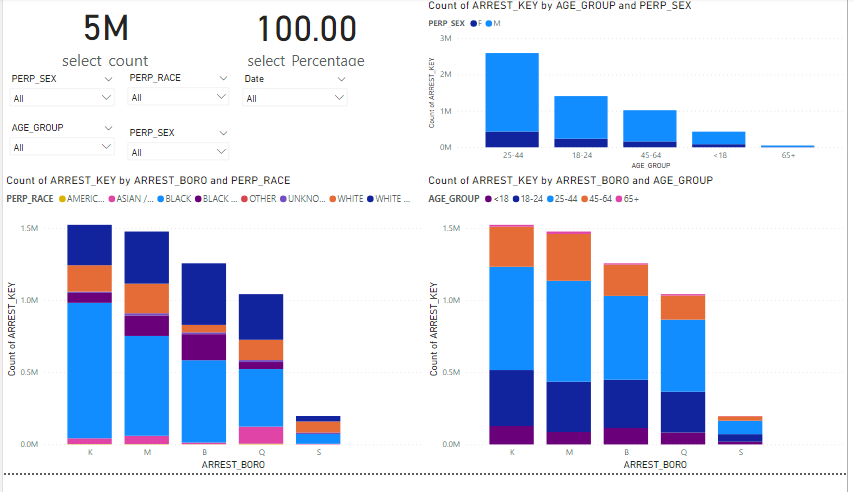 5M
select count
100.00
select Percentage
PERP_SEX
All
PERP_RACE
All
Date
All
AGE_GROUP
All
PERP_SEX
All
Count of ARREST_KEY by AGE_GROUP and PERP_SEX
PERP_SEX F M
Count of ARREST_KEY
3M
2M
1M
0M
25-44 18-24 45-64 <18 65+
AGE_GROUP
Count of ARREST_KEY by ARREST_BORO and PERP_RACE
PERP_RACE AMERIC... ASIAN /... BLACK BLACK ... OTHER UNKNO... WHITE WHITE ...
Count of ARREST_KEY
1.5M
1.0M
0.5M
0.0M
K M B Q S
ARREST_BORO
Count of ARREST_KEY by ARREST_BORO and AGE_GROUP
AGE_GROUP <18 18-24 25-44 45-64 65+
Count of ARREST_KEY
1.5M
1.0M
0.5M
0.0M
K M B Q S
ARREST_BORO